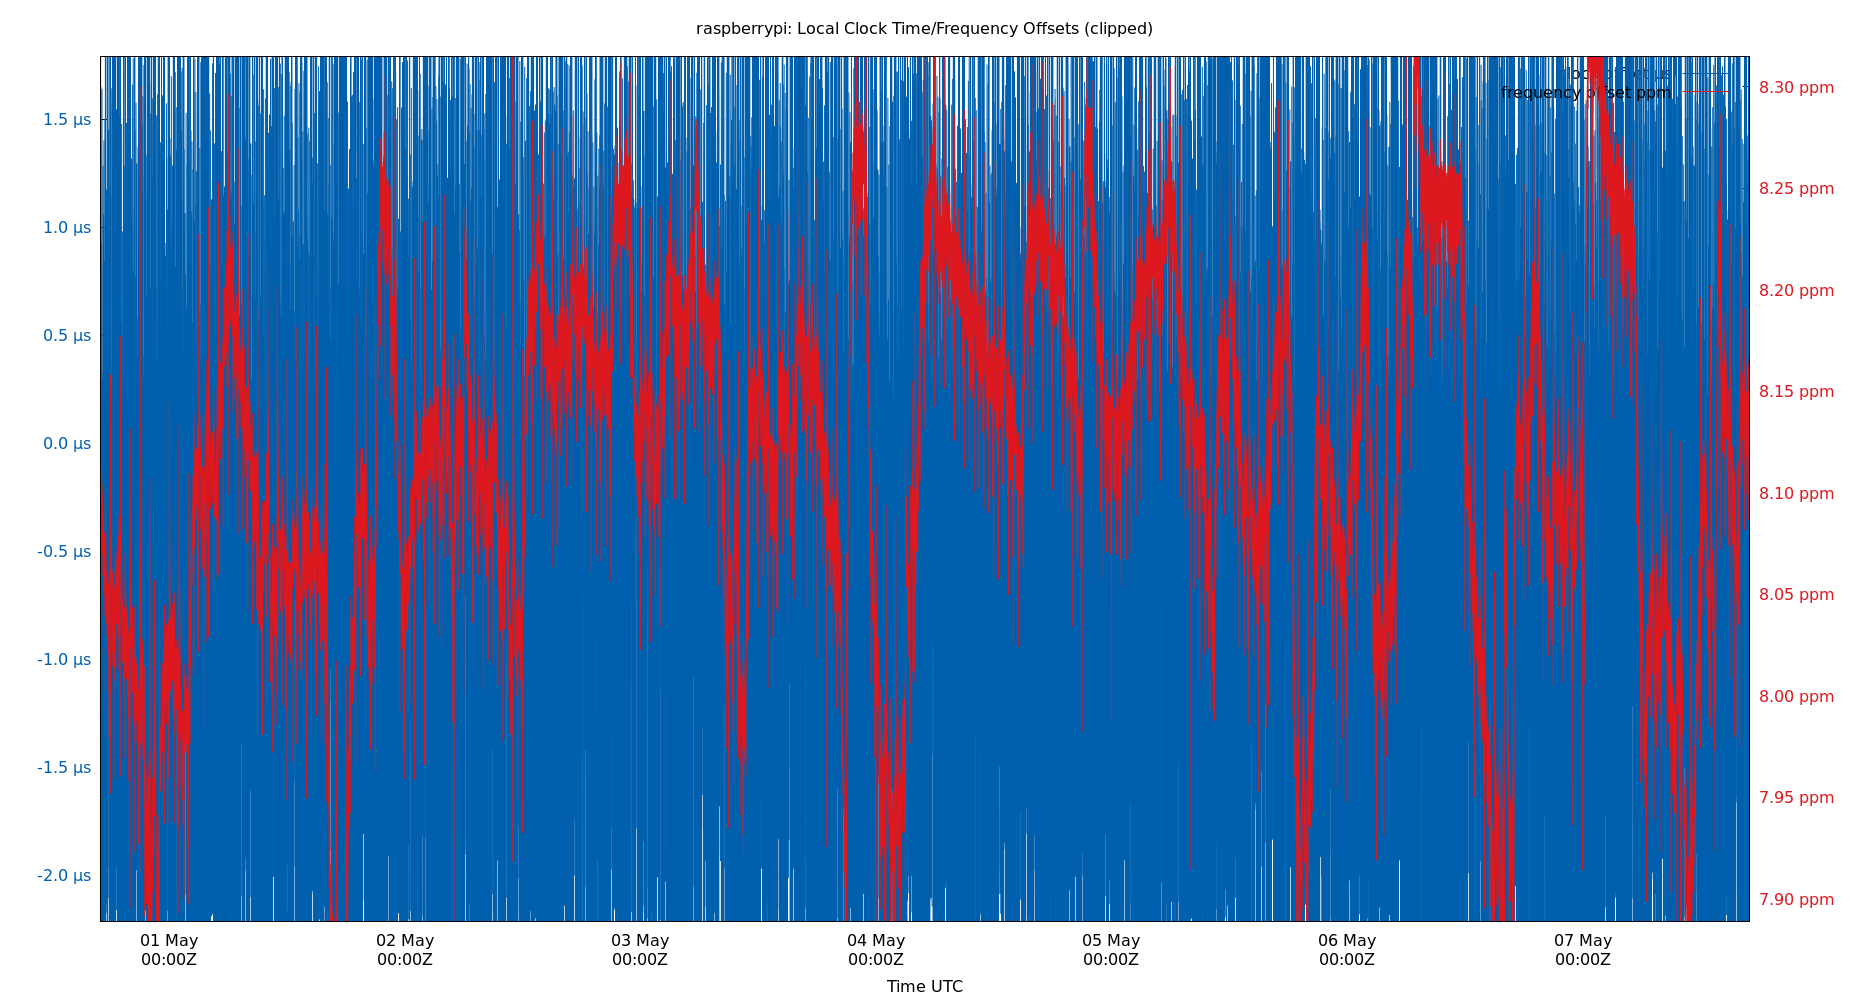 raspberrypi: Local Clock Time/Frequency Offsets (clipped)
frequency offset ppm
1.5 µs
1.0 µs
0.5 µs
0.0 µs
-0.5 µs
-1.0 µs
-1.5 µs
-2.0 µs
8.30 ppm
8.25 ppm
8.20 ppm
8.15 ppm
8.10 ppm
8.05 ppm
8.00 ppm
7.95 ppm
7.90 ppm
01 May
00:00Z
02 May
00:00Z
03 May
00:00Z
04 May
00:00Z
05 May
00:00Z
06 May
00:00Z
07 May
00:00Z
Time UTC